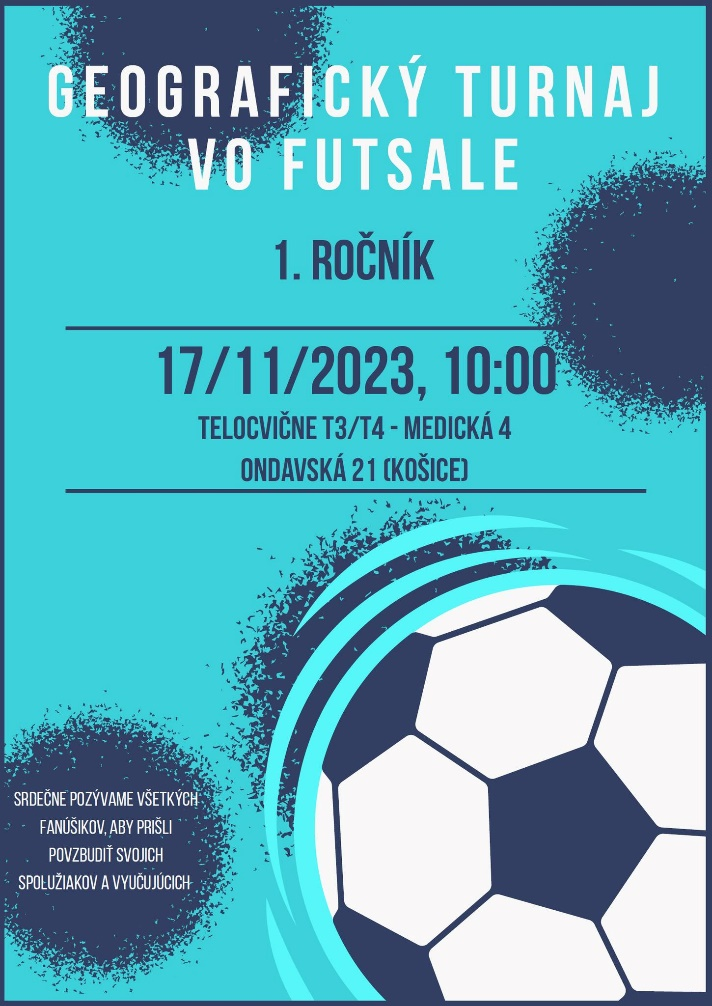 GEOGRAFICKÝ TURNAJ
VO FUTSALE
1. ROČNÍK
17/11/2023, 10:00
TELOCVIČNE T3/T4 - MEDICKÁ 4
ONDAVSKÁ 21 (KOŠICE)
SRDEČNE POZÝVAME VŠETKÝCH
FANÚŠIKOV, ABY PRIŠLI
POVZBUDIŤ SVOJICH
SPOLUŽIAKOV A VYUČUJÚCICH